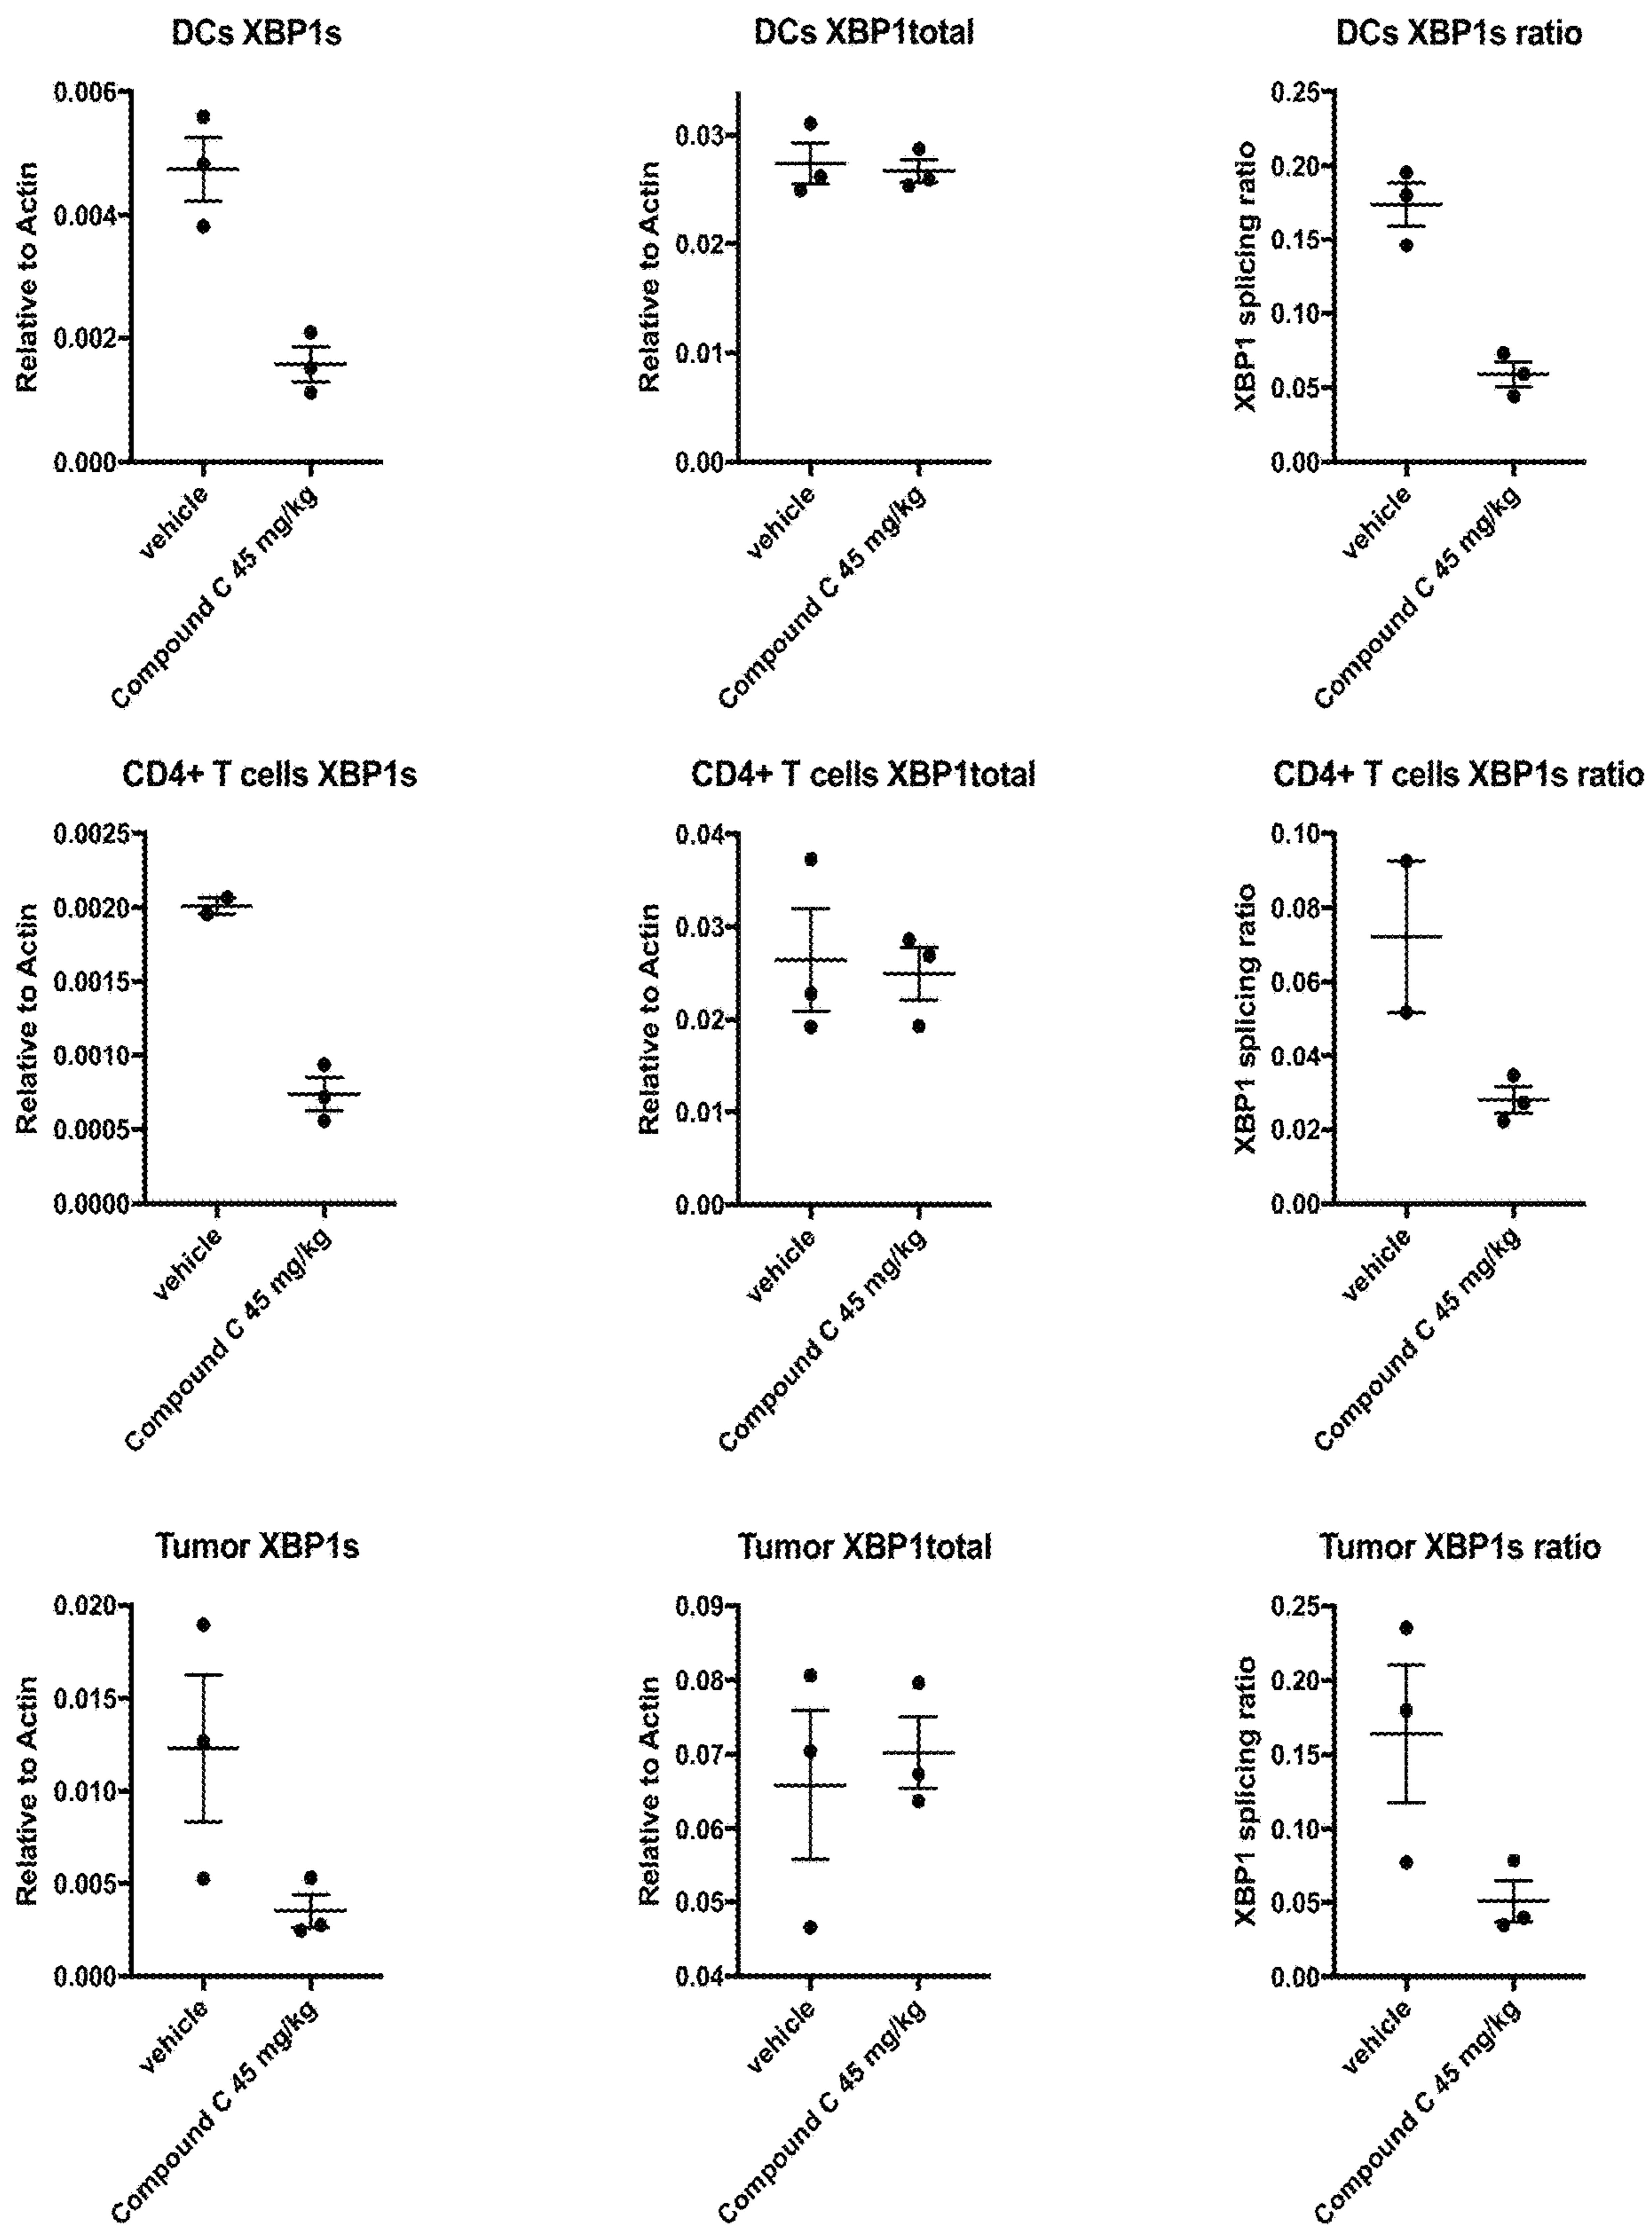 DCs XBP1s
DCs XBP1total
DCs XBP1s ratio
Relative to Actin
0.006
0.004
0.002
0.000
vehicle
Compound C 45 mg/kg
Relative to Actin
0.03
0.02
0.01
0.00
vehicle
Compound C 45 mg/kg
XBP1 splicing ratio
0.25
0.20
0.15
0.10
0.05
0.00
vehicle
Compound C 45 mg/kg
CD4+ T cells XBP1s
CD4+ T cells XBP1total
CD4+ T cells XBP1s ratio
Relative to Actin
0.0025
0.0020
0.0015
0.0010
0.0005
0.0000
vehicle
Compound C 45 mg/kg
Relative to Actin
0.04
0.03
0.02
0.01
0.00
vehicle
Compound C 45 mg/kg
XBP1 splicing ratio
0.10
0.08
0.06
0.04
0.02
0.00
vehicle
Compound C 45 mg/kg
Tumor XBP1s
Tumor XBP1total
Tumor XBP1s ratio
Relative to Actin
0.020
0.015
0.010
0.005
0.000
vehicle
Compound C 45 mg/kg
Relative to Actin
0.09
0.08
0.07
0.06
0.05
0.04
vehicle
Compound C 45 mg/kg
XBP1 splicing ratio
0.25
0.20
0.15
0.10
0.05
0.00
vehicle
Compound C 45 mg/kg